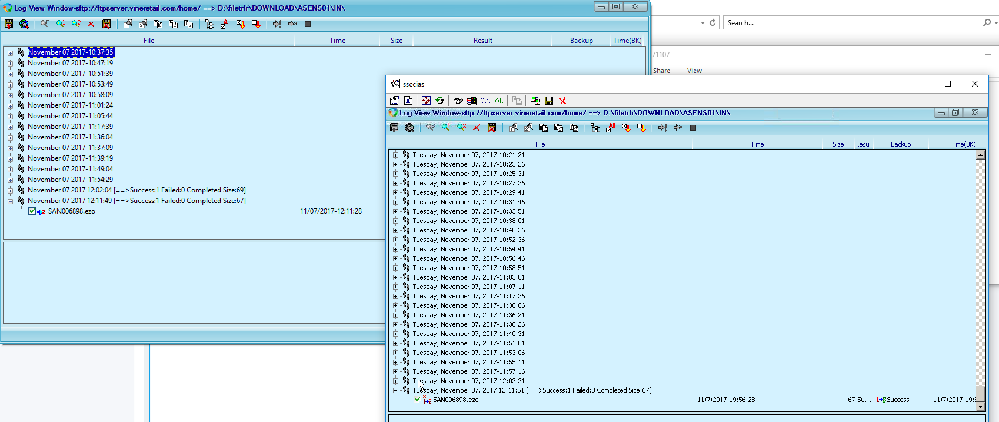 Log View Window-sftp://ftpserver.vineretail.com/home/ ==> D:\filetrfr\DOWNLOAD\ASENS01\IN\
File Time Size Result Backup Time(BK)
November 07 2017-10:37:35
November 07 2017-10:47:19
November 07 2017-10:51:39
November 07 2017-10:53:49
November 07 2017-10:58:09
November 07 2017-11:01:24
November 07 2017-11:05:44
November 07 2017-11:17:39
November 07 2017-11:36:04
November 07 2017-11:37:09
November 07 2017-11:39:19
November 07 2017-11:49:04
November 07 2017-11:54:29
November 07 2017 12:02:04 [==>Success:1 Failed:0 Completed Size:69]
November 07 2017 12:11:49 [==>Success:1 Failed:0 Completed Size:67]
SAN006898.ezo 11/07/2017-12:11:28
Search...
71107
Share View
ssccias
Ctrl Alt
Log View Window-sftp://ftpserver.vineretail.com/home/ ==> D:\filetrfr\DOWNLOAD\ASENS01\IN\
File Time Size esul Backup Time(BK)
Tuesday, November 07, 2017-10:21:21
Tuesday, November 07, 2017-10:23:26
Tuesday, November 07, 2017-10:25:31
Tuesday, November 07, 2017-10:27:36
Tuesday, November 07, 2017-10:29:41
Tuesday, November 07, 2017-10:31:46
Tuesday, November 07, 2017-10:33:51
Tuesday, November 07, 2017-10:38:01
Tuesday, November 07, 2017-10:48:26
Tuesday, November 07, 2017-10:52:36
Tuesday, November 07, 2017-10:54:41
Tuesday, November 07, 2017-10:56:46
Tuesday, November 07, 2017-10:58:51
Tuesday, November 07, 2017-11:03:01
Tuesday, November 07, 2017-11:07:11
Tuesday, November 07, 2017-11:17:36
Tuesday, November 07, 2017-11:30:06
Tuesday, November 07, 2017-11:36:21
Tuesday, November 07, 2017-11:38:26
Tuesday, November 07, 2017-11:40:31
Tuesday, November 07, 2017-11:51:01
Tuesday, November 07, 2017-11:53:06
Tuesday, November 07, 2017-11:55:11
Tuesday, November 07, 2017-11:57:16
Tuesday, November 07, 2017-12:03:31
Tuesday, November 07, 2017 12:11:51 [==>Success:1 Failed:0 Completed Size:67]
SAN006898.ezo 11/7/2017-19:56:28 67 Su... Success 11/7/2017-19:5